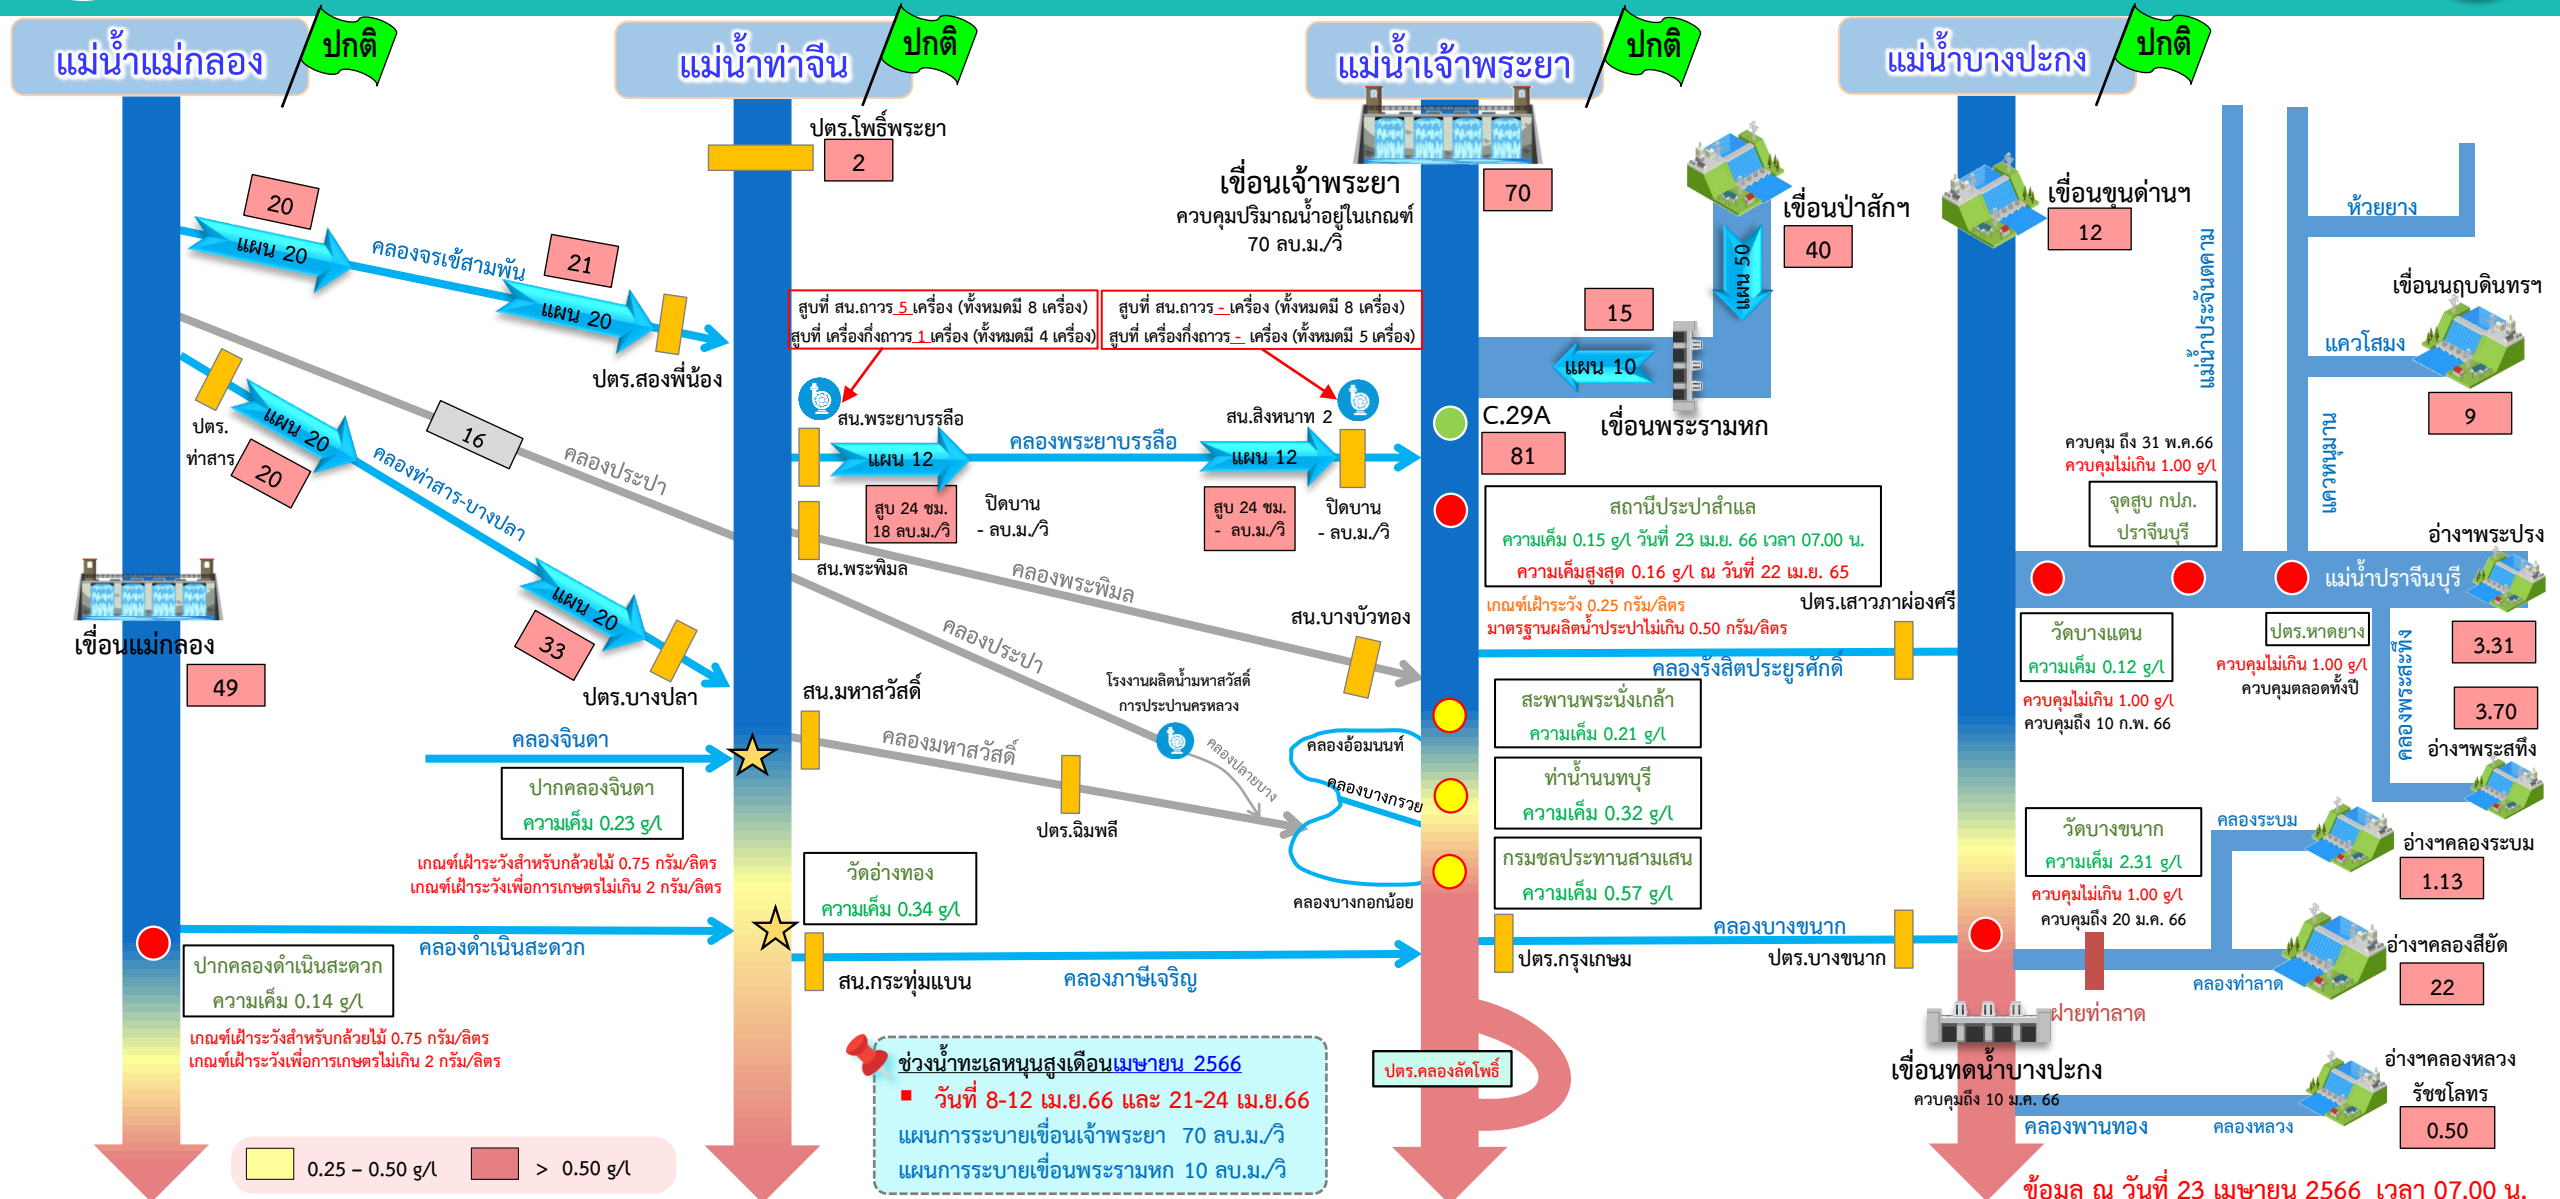 แม่น้ำแม่กลอง
ปกติ
แม่น้ำท่าจีน
ปกติ
แม่น้ำเจ้าพระยา
ปกติ
แม่น้ำบางปะกง
ปกติ
20
แผน 20
คลองจรเข้สามพัน
21
แผน 20
ปตร.สองพี่น้อง
ปตร.
ท่าสาร
แผน 20
20
16
คลองประปา
คลองท่าสาร-บางปลา
แผน 20
33
ปตร.บางปลา
เขื่อนแม่กลอง
49
คลองจินดา
ปากคลองจินดา
ความเค็ม 0.23 g/l
เกณฑ์เฝ้าระวังสำหรับกล้วยไม้ 0.75 กรัม/ลิตร
เกณฑ์เฝ้าระวังเพื่อการเกษตรไม่เกิน 2 กรัม/ลิตร
คลองดำเนินสะดวก
ปากคลองดำเนินสะดวก
ความเค็ม 0.14 g/l
เกณฑ์เฝ้าระวังสำหรับกล้วยไม้ 0.75 กรัม/ลิตร
เกณฑ์เฝ้าระวังเพื่อการเกษตรไม่เกิน 2 กรัม/ลิตร
0.25 – 0.50 g/l
> 0.50 g/l
ปตร.โพธิ์พระยา
2
สูบที่ สน.ถาวร 5 เครื่อง (ทั้งหมดมี 8 เครื่อง)
สูบที่ เครื่องกึ่งถาวร 1 เครื่อง (ทั้งหมดมี 4 เครื่อง)
สูบที่ สน.ถาวร - เครื่อง (ทั้งหมดมี 8 เครื่อง)
สูบที่ เครื่องกึ่งถาวร - เครื่อง (ทั้งหมดมี 5 เครื่อง)
สน.พระยาบรรลือ
แผน 12
คลองพระยาบรรลือ
สน.สิงหนาท 2
แผน 12
สูบ 24 ชม.
18 ลบ.ม./วิ
ปิดบาน
- ลบ.ม./วิ
สูบ 24 ชม.
- ลบ.ม./วิ
ปิดบาน
- ลบ.ม./วิ
สน.พระพิมล
คลองพระพิมล
สน.บางบัวทอง
คลองประปา
โรงงานผลิตน้ำมหาสวัสดิ์
การประปานครหลวง
สน.มหาสวัสดิ์
คลองมหาสวัสดิ์
คลองปลายบาง
ปตร.ฉิมพลี
คลองอ้อมนนท์
คลองบางกรวย
คลองบางกอกน้อย
วัดอ่างทอง
ความเค็ม 0.34 g/l
สน.กระทุ่มแบน
คลองภาษีเจริญ
ช่วงน้ำทะเลหนุนสูงเดือนเมษายน 2566
วันที่ 8-12 เม.ย.66 และ 21-24 เม.ย.66
แผนการระบายเขื่อนเจ้าพระยา 70 ลบ.ม./วิ
แผนการระบายเขื่อนพระรามหก 10 ลบ.ม./วิ
เขื่อนเจ้าพระยา
ควบคุมปริมาณน้ำอยู่ในเกณฑ์
70 ลบ.ม./วิ
70
เขื่อนป่าสักฯ
40
แผน 50
15
แผน 10
เขื่อนพระรามหก
C.29A
81
สถานีประปาสำแล
ความเค็ม 0.15 g/l วันที่ 23 เม.ย. 66 เวลา 07.00 น.
ความเค็มสูงสุด 0.16 g/l ณ วันที่ 22 เม.ย. 65
เกณฑ์เฝ้าระวัง 0.25 กรัม/ลิตร
มาตรฐานผลิตน้ำประปาไม่เกิน 0.50 กรัม/ลิตร
ปตร.เสาวภาผ่องศรี
คลองรังสิตประยูรศักดิ์
สะพานพระนั่งเกล้า
ความเค็ม 0.21 g/l
ท่าน้ำนนทบุรี
ความเค็ม 0.32 g/l
กรมชลประทานสามเสน
ความเค็ม 0.57 g/l
ปตร.กรุงเกษม
คลองบางขนาก
ปตร.บางขนาก
ปตร.คลองลัดโพธิ์
เขื่อนขุนด่านฯ
12
แม่น้ำประจันตคาม
ห้วยยาง
เขื่อนนฤบดินทรฯ
แควโสมง
9
แควหนุมาน
ควบคุม ถึง 31 พ.ค.66
ควบคุมไม่เกิน 1.00 g/l
จุดสูบ กปภ.
ปราจีนบุรี
อ่างฯพระปรง
แม่น้ำปราจีนบุรี
3.31
วัดบางแตน
ความเค็ม 0.12 g/l
ควบคุมไม่เกิน 1.00 g/l
ควบคุมถึง 10 ก.พ. 66
ปตร.หาดยาง
ควบคุมไม่เกิน 1.00 g/l
ควบคุมตลอดทั้งปี
คลองพระสะทึง
3.70
อ่างฯพระสทึง
วัดบางขนาก
ความเค็ม 2.31 g/l
ควบคุมไม่เกิน 1.00 g/l
ควบคุมถึง 20 ม.ค. 66
คลองระบม
อ่างฯคลองระบม
1.13
อ่างฯคลองสียัด
22
คลองท่าลาด
ฝายท่าลาด
เขื่อนทดน้ำบางปะกง
ควบคุมถึง 10 ม.ค. 66
คลองพานทอง
คลองหลวง
อ่างฯคลองหลวง
รัชชโลทร
0.50
ข้อมูล ณ วันที่ 23 เมษายน 2566 เวลา 07.00 น.